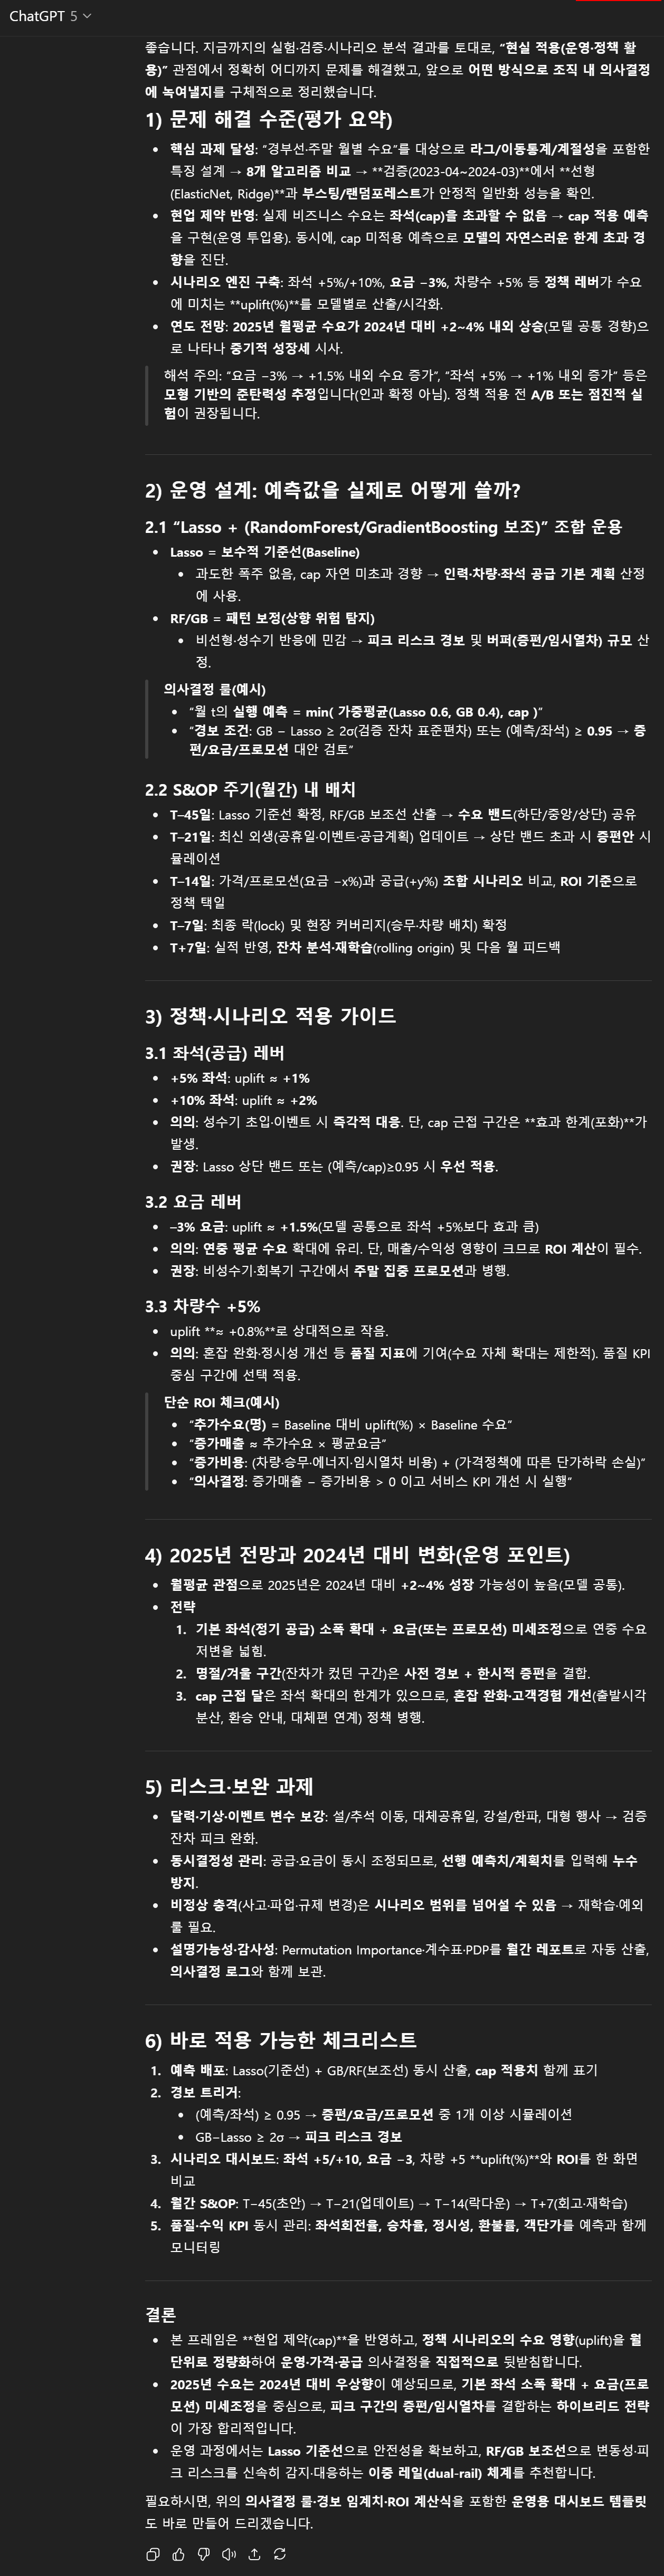 ChatGPT 5
좋습니다. 지금까지의 실험·검증·시나리오 분석 결과를 토대로, “현실 적용(운영·정책 활
용)” 관점에서 정확히 어디까지 문제를 해결했고, 앞으로 어떤 방식으로 조직 내 의사결정
에 녹여낼지를 구체적으로 정리했습니다.
1) 문제 해결 수준(평가 요약)
• 핵심 과제 달성: “경부선·주말 월별 수요”를 대상으로 라그/이동통계/계절성을 포함한
특징 설계 → 8개 알고리즘 비교 → **검증(2023-04~2024-03)**에서 **선형
(ElasticNet, Ridge)**과 부스팅/랜덤포레스트가 안정적 일반화 성능을 확인.
• 현업 제약 반영: 실제 비즈니스 수요는 좌석(cap)을 초과할 수 없음 → cap 적용 예측
을 구현(운영 투입용). 동시에, cap 미적용 예측으로 모델의 자연스러운 한계 초과 경
향을 진단.
• 시나리오 엔진 구축: 좌석 +5%/+10%, 요금 −3%, 차량수 +5% 등 정책 레버가 수요
에 미치는 **uplift(%)**를 모델별로 산출/시각화.
• 연도 전망: 2025년 월평균 수요가 2024년 대비 +2~4% 내외 상승(모델 공통 경향)으
로 나타나 중기적 성장세 시사.
해석 주의: “요금 −3% → +1.5% 내외 수요 증가”, “좌석 +5% → +1% 내외 증가” 등은
모형 기반의 준탄력성 추정입니다(인과 확정 아님). 정책 적용 전 A/B 또는 점진적 실
험이 권장됩니다.
2) 운영 설계: 예측값을 실제로 어떻게 쓸까?
2.1 “Lasso + (RandomForest/GradientBoosting 보조)” 조합 운용
• Lasso = 보수적 기준선(Baseline)
• 과도한 폭주 없음, cap 자연 미초과 경향 → 인력·차량·좌석 공급 기본 계획 산정
에 사용.
• RF/GB = 패턴 보정(상향 위험 탐지)
• 비선형·성수기 반응에 민감 → 피크 리스크 경보 및 버퍼(증편/임시열차) 규모 산
정.
의사결정 룰(예시)
• “월 t의 실행 예측 = min( 가중평균(Lasso 0.6, GB 0.4), cap )”
• “경보 조건: GB − Lasso ≥ 2σ(검증 잔차 표준편차) 또는 (예측/좌석) ≥ 0.95 → 증
편/요금/프로모션 대안 검토”
2.2 S&OP 주기(월간) 내 배치
• T–45일: Lasso 기준선 확정, RF/GB 보조선 산출 → 수요 밴드(하단/중앙/상단) 공유
• T–21일: 최신 외생(공휴일·이벤트·공급계획) 업데이트 → 상단 밴드 초과 시 증편안 시
뮬레이션
• T–14일: 가격/프로모션(요금 −x%)과 공급(+y%) 조합 시나리오 비교, ROI 기준으로
정책 택일
• T–7일: 최종 락(lock) 및 현장 커버리지(승무·차량 배치) 확정
• T+7일: 실적 반영, 잔차 분석·재학습(rolling origin) 및 다음 월 피드백
3) 정책·시나리오 적용 가이드
3.1 좌석(공급) 레버
• +5% 좌석: uplift ≈ +1%
• +10% 좌석: uplift ≈ +2%
• 의의: 성수기 초입·이벤트 시 즉각적 대응. 단, cap 근접 구간은 **효과 한계(포화)**가
발생.
• 권장: Lasso 상단 밴드 또는 (예측/cap)≥0.95 시 우선 적용.
3.2 요금 레버
• –3% 요금: uplift ≈ +1.5%(모델 공통으로 좌석 +5%보다 효과 큼)
• 의의: 연중 평균 수요 확대에 유리. 단, 매출/수익성 영향이 크므로 ROI 계산이 필수.
• 권장: 비성수기·회복기 구간에서 주말 집중 프로모션과 병행.
3.3 차량수 +5%
• uplift **≈ +0.8%**로 상대적으로 작음.
• 의의: 혼잡 완화·정시성 개선 등 품질 지표에 기여(수요 자체 확대는 제한적). 품질 KPI
중심 구간에 선택 적용.
단순 ROI 체크(예시)
• “추가수요(명) = Baseline 대비 uplift(%) × Baseline 수요”
• “증가매출 ≈ 추가수요 × 평균요금”
• “증가비용: (차량·승무·에너지·임시열차 비용) + (가격정책에 따른 단가하락 손실)”
• “의사결정: 증가매출 − 증가비용 > 0 이고 서비스 KPI 개선 시 실행”
4) 2025년 전망과 2024년 대비 변화(운영 포인트)
• 월평균 관점으로 2025년은 2024년 대비 +2~4% 성장 가능성이 높음(모델 공통).
• 전략
1. 기본 좌석(정기 공급) 소폭 확대 + 요금(또는 프로모션) 미세조정으로 연중 수요
저변을 넓힘.
2. 명절/겨울 구간(잔차가 컸던 구간)은 사전 경보 + 한시적 증편을 결합.
3. cap 근접 달은 좌석 확대의 한계가 있으므로, 혼잡 완화·고객경험 개선(출발시각
분산, 환승 안내, 대체편 연계) 정책 병행.
5) 리스크·보완 과제
• 달력·기상·이벤트 변수 보강: 설/추석 이동, 대체공휴일, 강설/한파, 대형 행사 → 검증
잔차 피크 완화.
• 동시결정성 관리: 공급·요금이 동시 조정되므로, 선행 예측치/계획치를 입력해 누수
방지.
• 비정상 충격(사고·파업·규제 변경)은 시나리오 범위를 넘어설 수 있음 → 재학습·예외
룰 필요.
• 설명가능성·감사성: Permutation Importance·계수표·PDP를 월간 레포트로 자동 산출,
의사결정 로그와 함께 보관.
6) 바로 적용 가능한 체크리스트
1. 예측 배포: Lasso(기준선) + GB/RF(보조선) 동시 산출, cap 적용치 함께 표기
2. 경보 트리거:
• (예측/좌석) ≥ 0.95 → 증편/요금/프로모션 중 1개 이상 시뮬레이션
• GB−Lasso ≥ 2σ → 피크 리스크 경보
3. 시나리오 대시보드: 좌석 +5/+10, 요금 −3, 차량 +5 **uplift(%)**와 ROI를 한 화면
비교
4. 월간 S&OP: T−45(초안) → T−21(업데이트) → T−14(락다운) → T+7(회고·재학습)
5. 품질·수익 KPI 동시 관리: 좌석회전율, 승차율, 정시성, 환불률, 객단가를 예측과 함께
모니터링
결론
• 본 프레임은 **현업 제약(cap)**을 반영하고, 정책 시나리오의 수요 영향(uplift)을 월
단위로 정량화하여 운영·가격·공급 의사결정을 직접적으로 뒷받침합니다.
• 2025년 수요는 2024년 대비 우상향이 예상되므로, 기본 좌석 소폭 확대 + 요금(프로
모션) 미세조정을 중심으로, 피크 구간의 증편/임시열차를 결합하는 하이브리드 전략
이 가장 합리적입니다.
• 운영 과정에서는 Lasso 기준선으로 안전성을 확보하고, RF/GB 보조선으로 변동성·피
크 리스크를 신속히 감지·대응하는 이중 레일(dual-rail) 체계를 추천합니다.
필요하시면, 위의 의사결정 룰·경보 임계치·ROI 계산식을 포함한 운영용 대시보드 템플릿
도 바로 만들어 드리겠습니다.